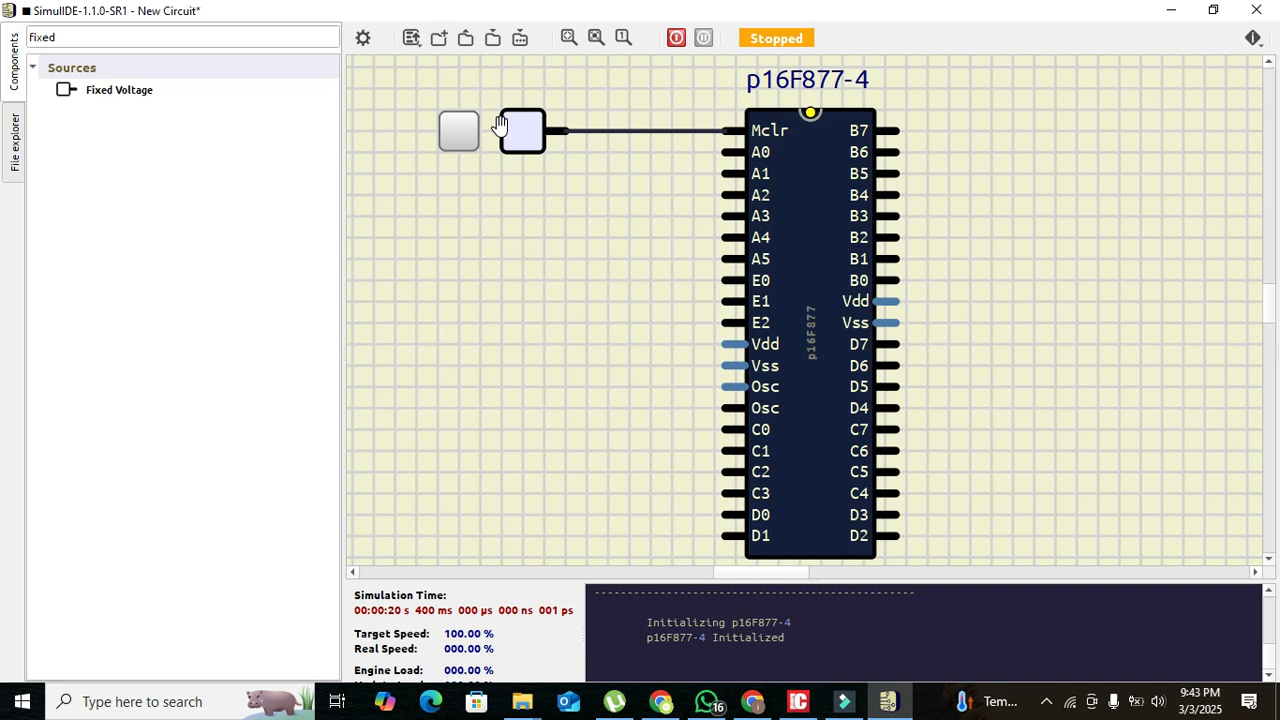 SimulIDE-1.1.0-SR1 - New Circuit*
Components
File explorer
fixed
Sources
Fixed Voltage
Stopped
p16F877-4
Mclr B7
A0 B6
A1 B5
A2 B4
A3 B3
A4 B2
A5 B1
E0 B0
E1 Vdd
E2 Vss
Vdd D7
Vss D6
Osc D5
Osc D4
C0 C7
C1 C6
C2 C5
C3 C4
D0 D3
D1 D2
p16F877
Simulation Time:
00:00:20 s 400 ms 000 µs 000 ns 001 ps
Target Speed: 100.00 %
Real Speed: 000.00 %
Engine Load: 000.00 %
--------------------------------------------
Initializing p16F877-4
p16F877-4 Initialized
Type here to search
16
Tem...
3:43 PM
3/3/2025